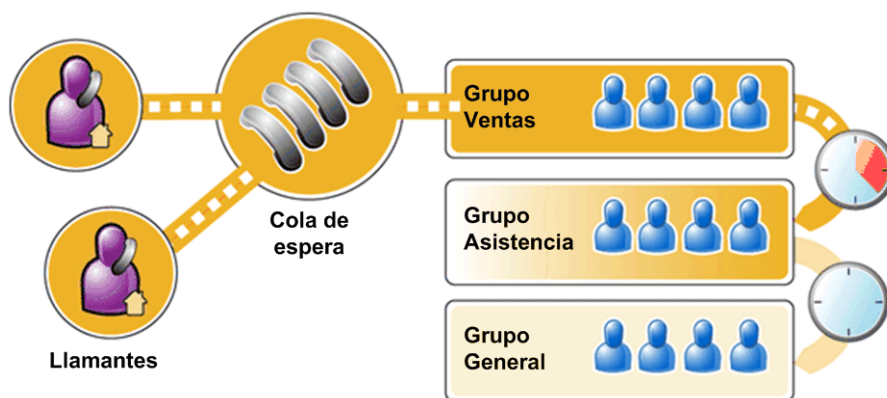 Grupo
Ventas
Cola de
espera
Grupo
Asistencia
Llamantes
Grupo
General